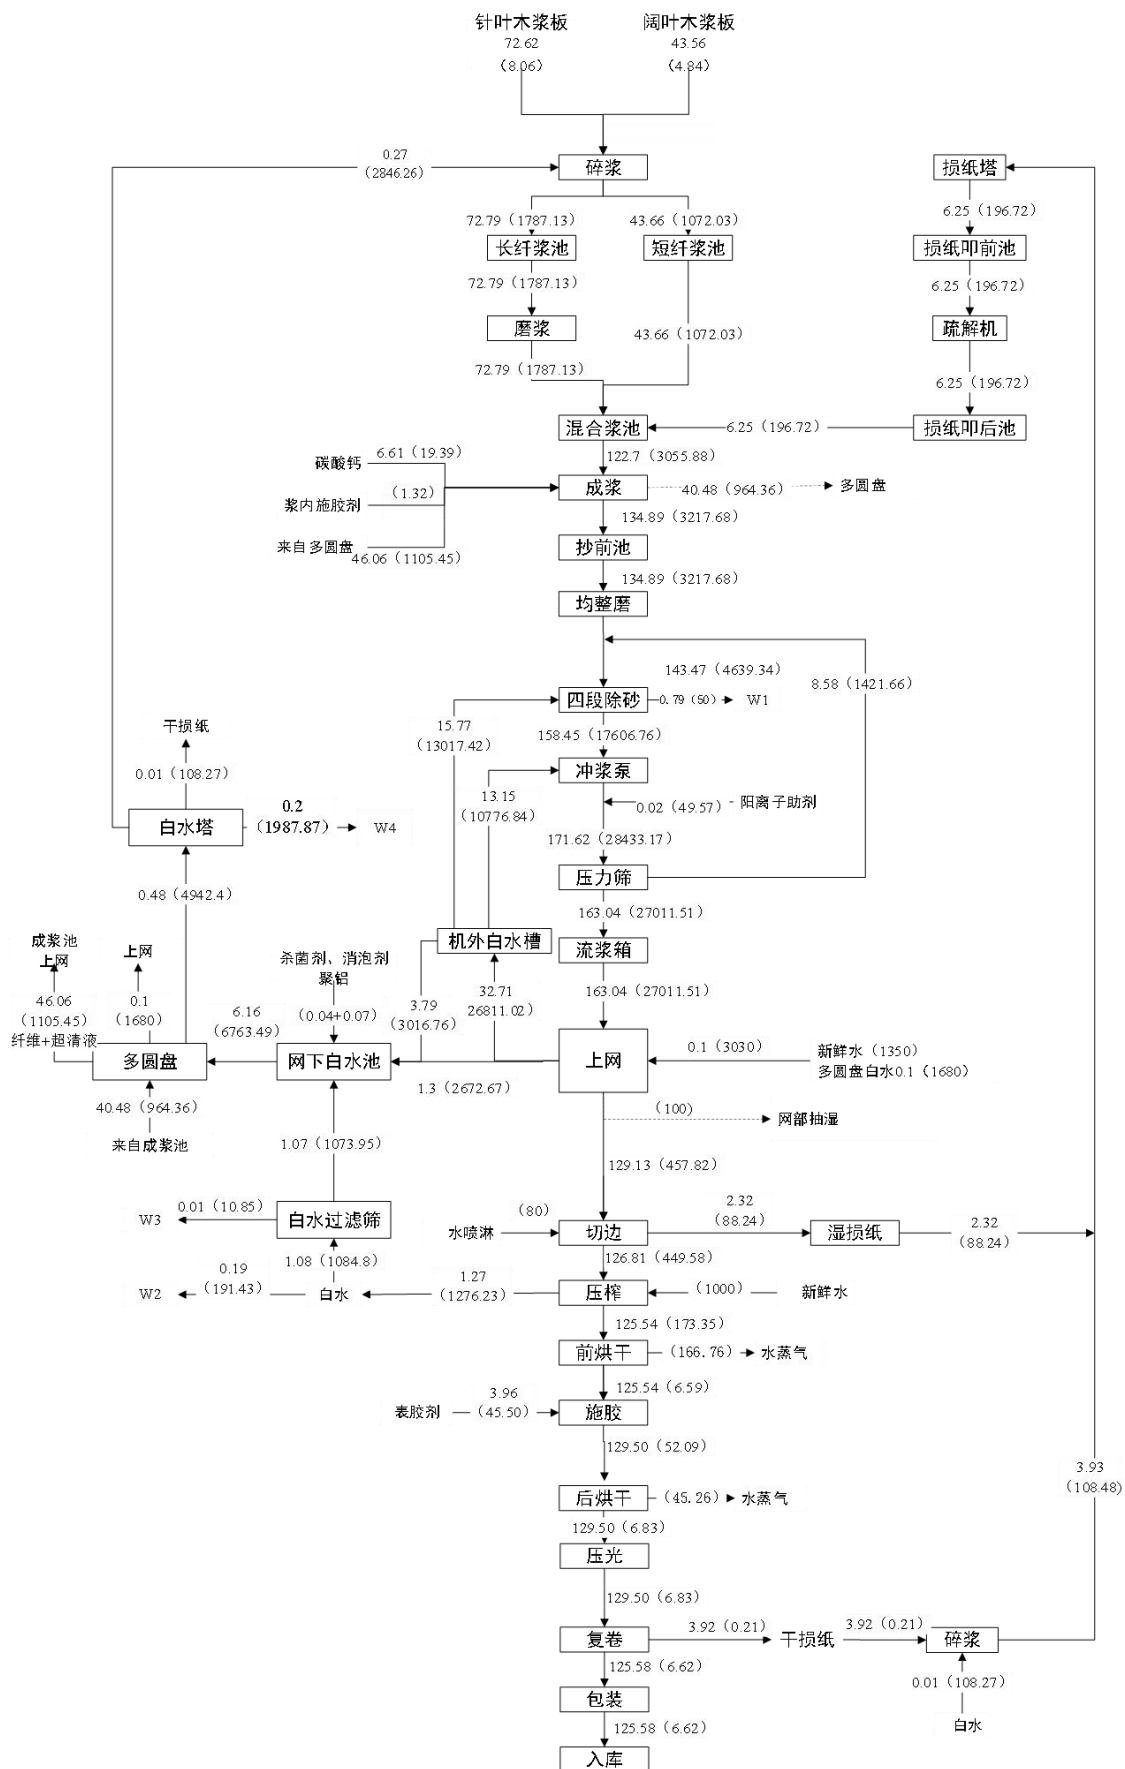 针叶木浆板
72.62
(8.06)
阔叶木浆板
43.56
(4.84)
0.27
(2846.26)
碎浆
损纸塔
72.79（1787.13）
43.66（1072.03）
6.25（196.72）
长纤浆池
短纤浆池
损纸叩前池
72.79（1787.13）
6.25（196.72）
磨浆
43.66（1072.03）
疏解机
72.79（1787.13）
6.25（196.72）
混合浆池
6.25（196.72）
损纸叩后池
122.7（3055.88）
碳酸钙
6.61（19.39）
浆内施胶剂
（1.32）
来自多圆盘
46.06（1105.45）
成浆
40.48（964.36）
多圆盘
134.89（3217.68）
抄前池
134.89（3217.68）
均整磨
143.47（4639.34）
8.58（1421.66）
四段除砂
0.79（50）
W1
15.77
（13017.42）
158.45（17606.76）
冲浆泵
13.15
（10776.84）
0.02（49.57）
阳离子助剂
171.62（28433.17）
压力筛
163.04（27011.51）
干损纸
0.01（108.27）
白水塔
0.2
（1987.87）
W4
0.48（4942.4）
机外白水槽
流浆箱
163.04（27011.51）
成浆池
上网
46.06
（1105.45）
纤维+超清液
上网
0.1
（1680）
6.16
（6763.49）
杀菌剂、消泡剂
聚铝
（0.04+0.07）
3.79
（3016.76）
32.71
26811.02）
多圆盘
网下白水池
上网
0.1（3030）
新鲜水（1350）
多圆盘白水0.1（1680）
1.3（2672.67）
40.48（964.36）
来自成浆池
（100）
网部抽湿
1.07（1073.95）
129.13（457.82）
W3
0.01（10.85）
白水过滤筛
水喷淋
（80）
切边
2.32
（88.24）
湿损纸
2.32
（88.24）
1.08（1084.8）
126.81（449.58）
W2
0.19
（191.43）
白水
1.27
（1276.23）
压榨
（1000）
新鲜水
125.54（173.35）
前烘干
（166.76）
水蒸气
125.54（6.59）
表胶剂
3.96
（45.50）
施胶
129.50（52.09）
3.93
（108.48）
后烘干
（45.26）
水蒸气
129.50（6.83）
压光
129.50（6.83）
复卷
3.92（0.21）
干损纸
3.92（0.21）
碎浆
125.58（6.62）
0.01（108.27）
包装
白水
125.58（6.62）
入库